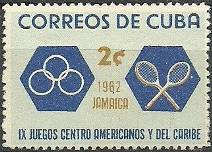 CORREOS DE CUBA
2¢
1962
JAMAICA
IX JUEGOS CENTRO AMERICANOS Y DEL CARIBE